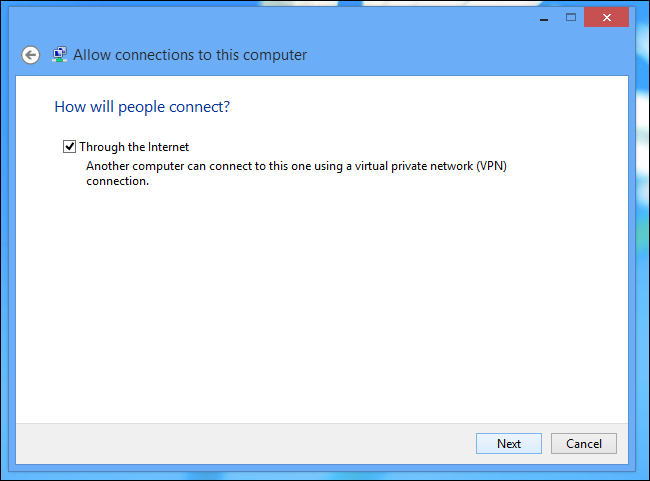 Allow connections to this computer
How will people connect?
Through the Internet
Another computer can connect to this one using a virtual private network (VPN)
connection.
Next Cancel